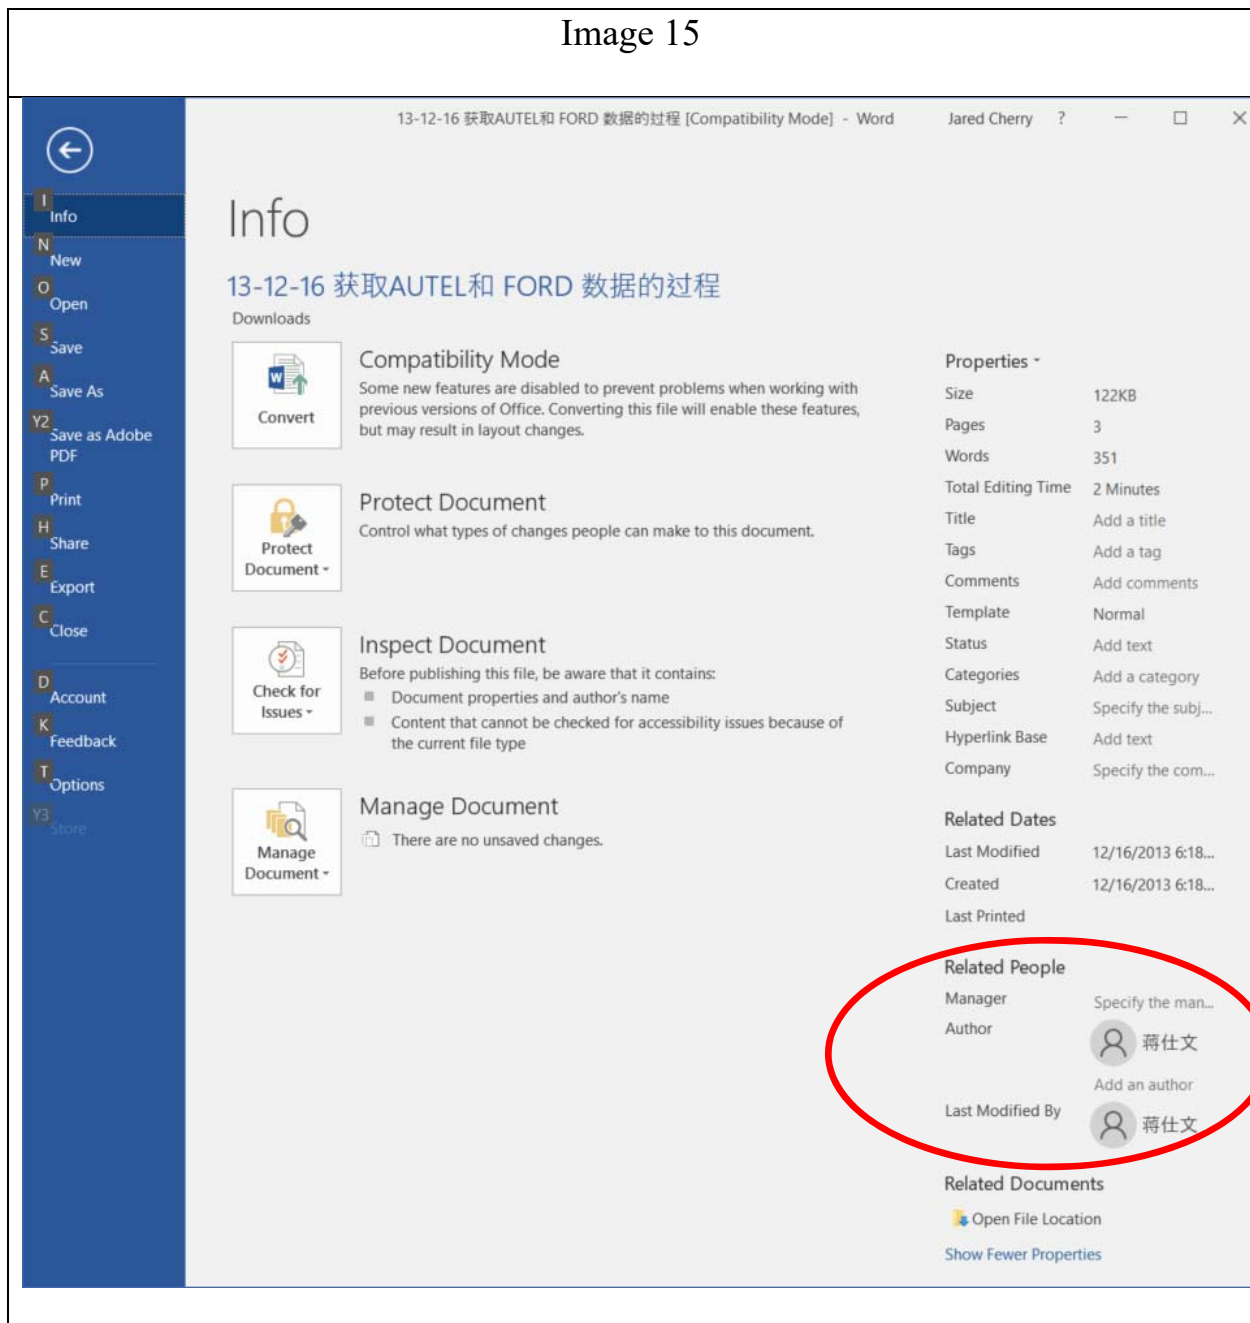 Image 15
13-12-16 获取AUTEL和 FORD 数据的过程 [Compatibility Mode] - Word
Jared Cherry ?
I
Info
N
New
O
Open
S
Save
A
Save As
Y2
Save as Adobe
PDF
P
Print
H
Share
E
Export
C
Close
D
Account
K
Feedback
T
Options
Y3
Store
Info
13-12-16 获取AUTEL和 FORD 数据的过程
Downloads
Convert
Compatibility Mode
Some new features are disabled to prevent problems when working with
previous versions of Office. Converting this file will enable these features,
but may result in layout changes.
Protect
Document
Protect Document
Control what types of changes people can make to this document.
Check for
Issues
Inspect Document
Before publishing this file, be aware that it contains:
Document properties and author's name
Content that cannot be checked for accessibility issues because of
the current file type
Manage
Document
Manage Document
There are no unsaved changes.
Properties
Size 122KB
Pages 3
Words 351
Total Editing Time 2 Minutes
Title Add a title
Tags Add a tag
Comments Add comments
Template Normal
Status Add text
Categories Add a category
Subject Specify the subj...
Hyperlink Base Add text
Company Specify the com...
Related Dates
Last Modified 12/16/2013 6:18...
Created 12/16/2013 6:18...
Last Printed
Related People
Manager Specify the man...
Author 蒋仕文
Add an author
Last Modified By 蒋仕文
Related Documents
Open File Location
Show Fewer Properties